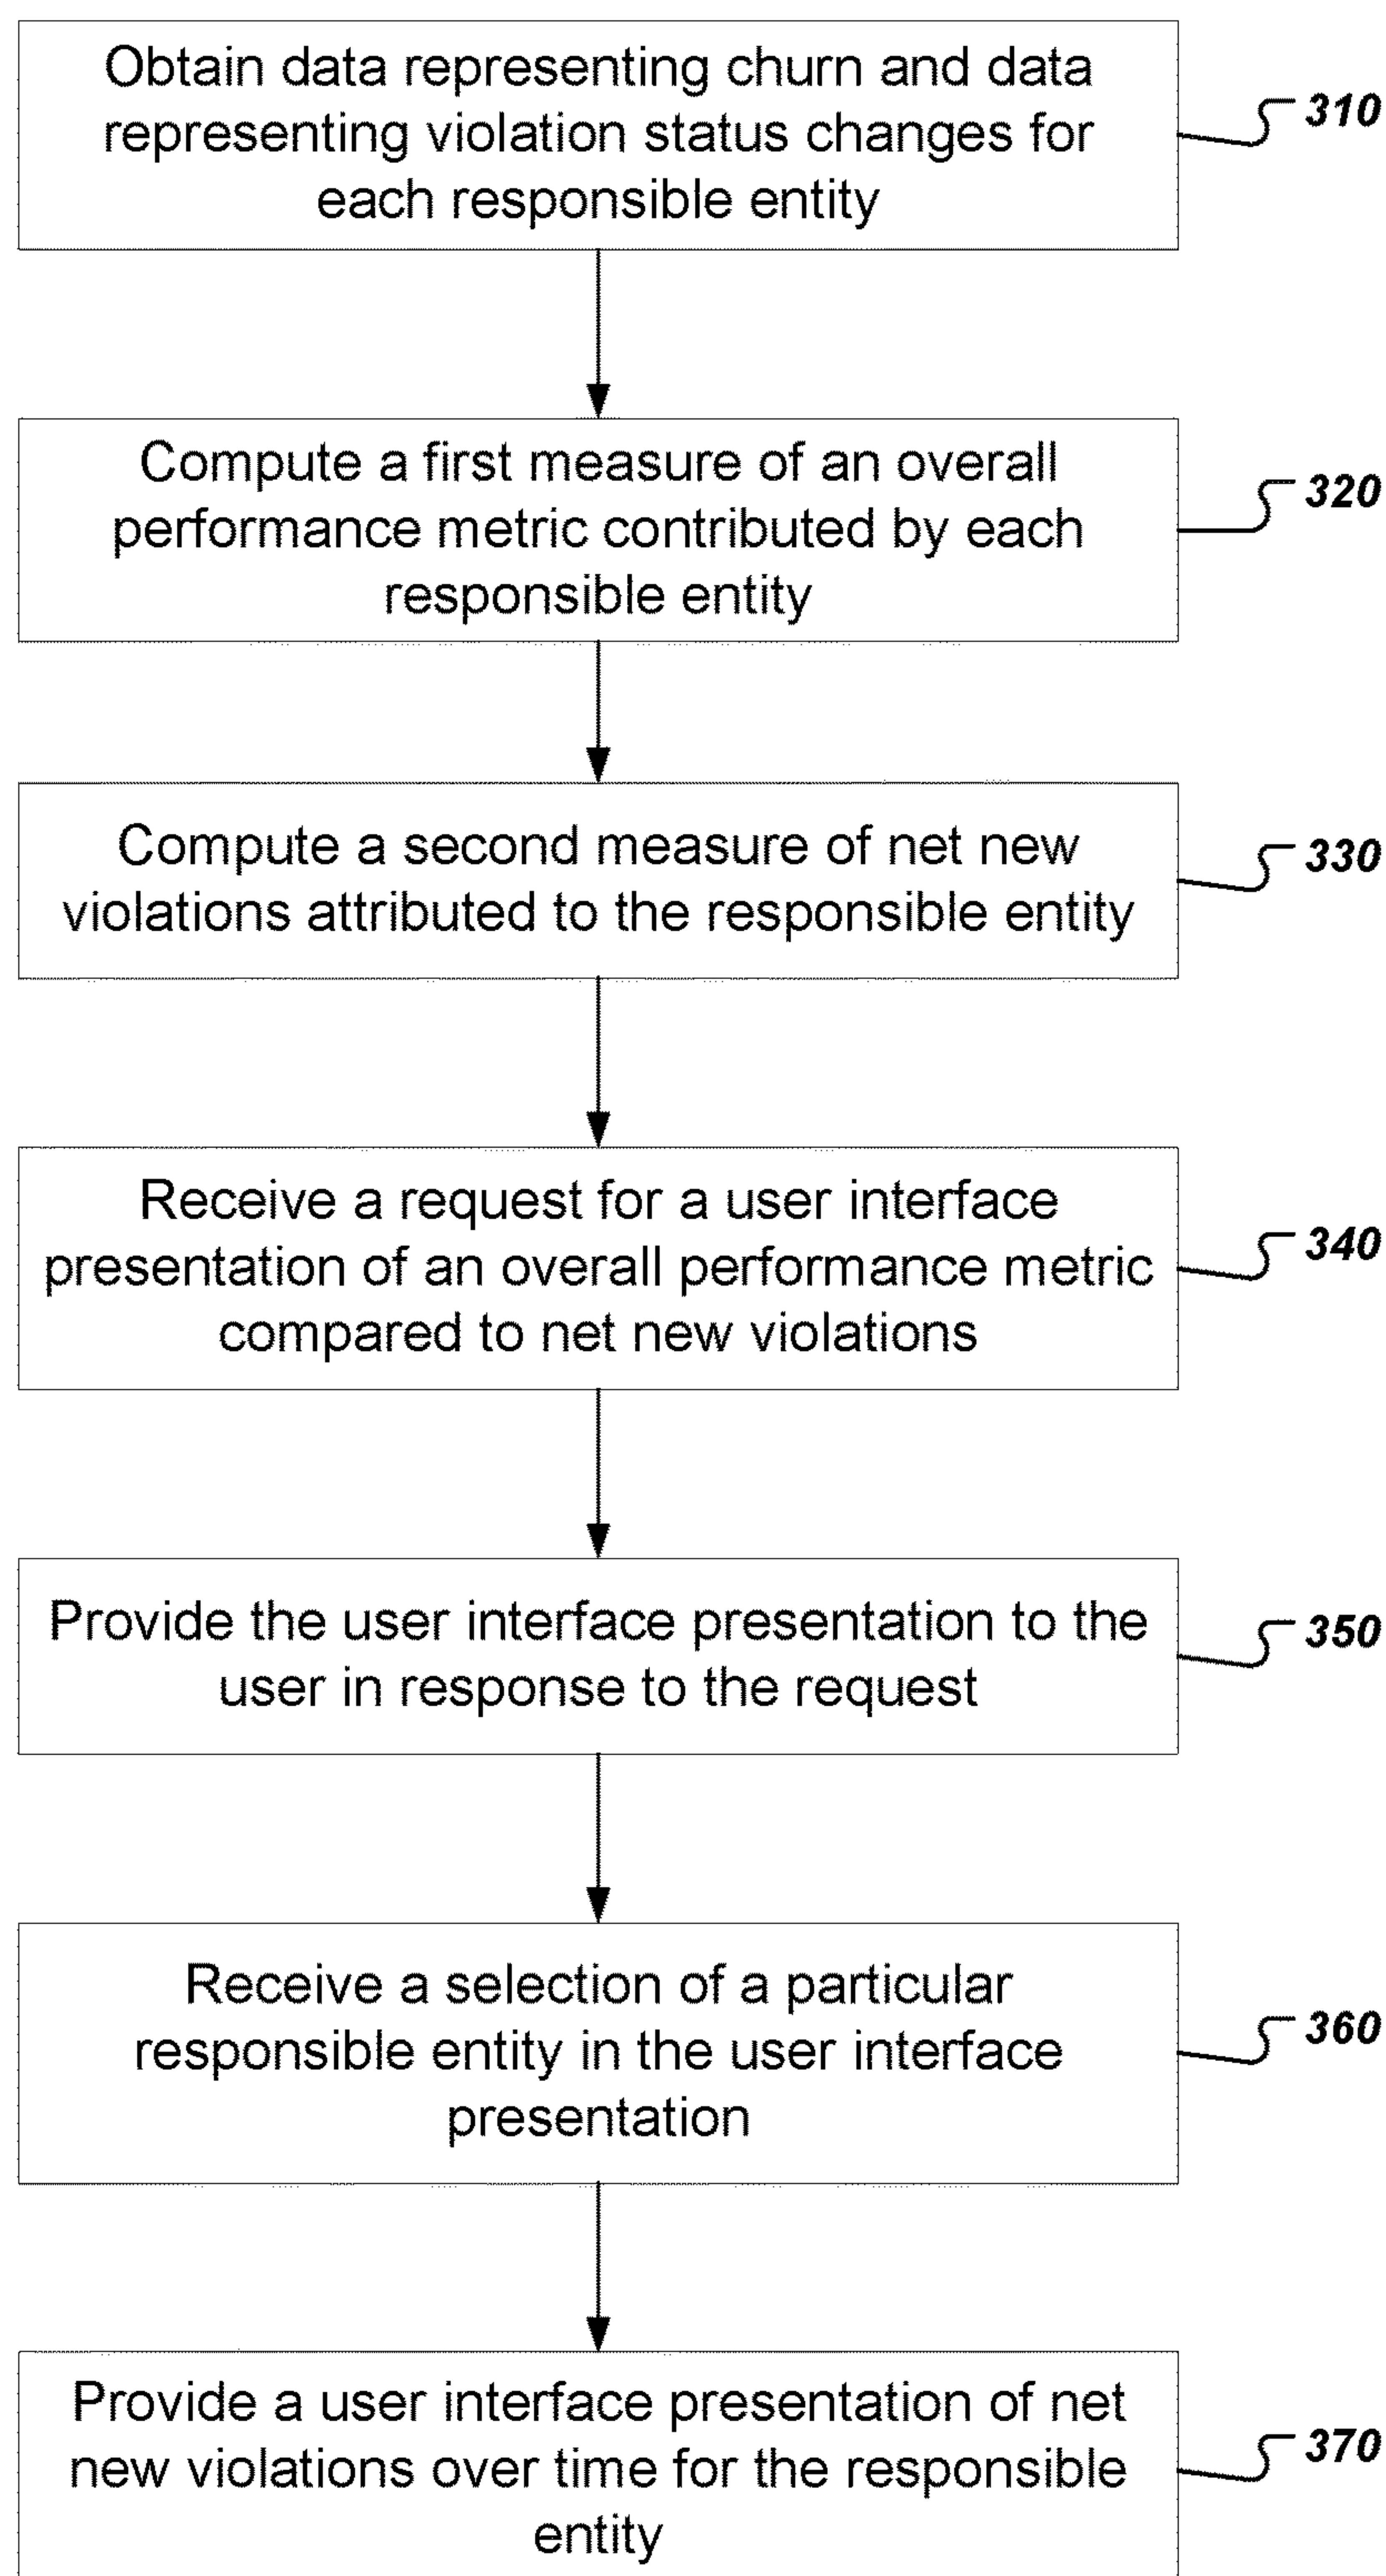 Obtain data representing churn and data
representing violation status changes for
each responsible entity
310
Compute a first measure of an overall
performance metric contributed by each
responsible entity
320
Compute a second measure of net new
violations attributed to the responsible entity
330
Receive a request for a user interface
presentation of an overall performance metric
compared to net new violations
340
Provide the user interface presentation to the
user in response to the request
350
Receive a selection of a particular
responsible entity in the user interface
presentation
360
Provide a user interface presentation of net
new violations over time for the responsible
entity
370